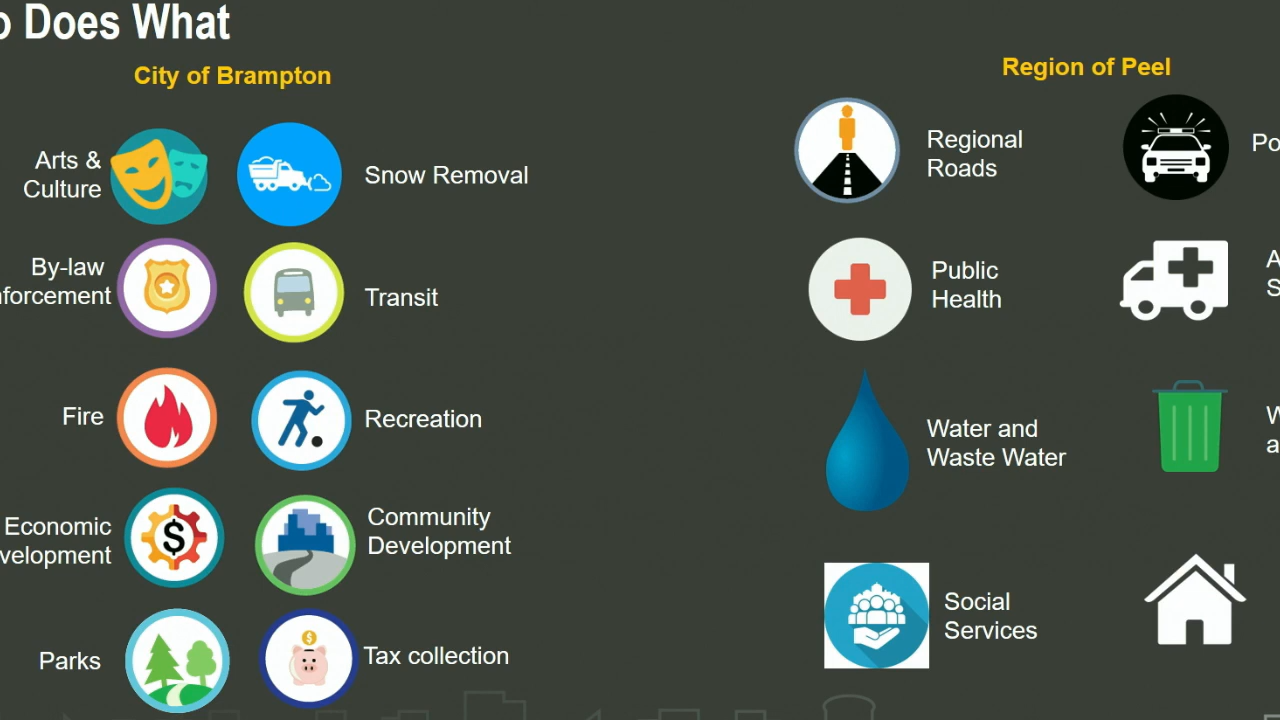 Does What
City of Brampton
Arts &
Culture
Snow Removal
By-law
nforcement
Transit
Fire
Recreation
Economic
velopment
Community
Development
Parks
Tax collection
Region of Peel
Regional
Roads
Po
Public
Health
A
S
Water and
Waste Water
W
a
Social
Services